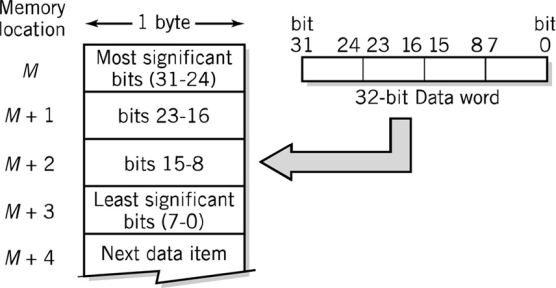 Memory
location
1 byte
M
Most significant
bits (31-24)
M + 1
bits 23-16
M + 2
bits 15-8
M + 3
Least significant
bits (7-0)
M + 4
Next data item
bit
bit
31 24 23 16 15 8 7 0
32-bit Data word